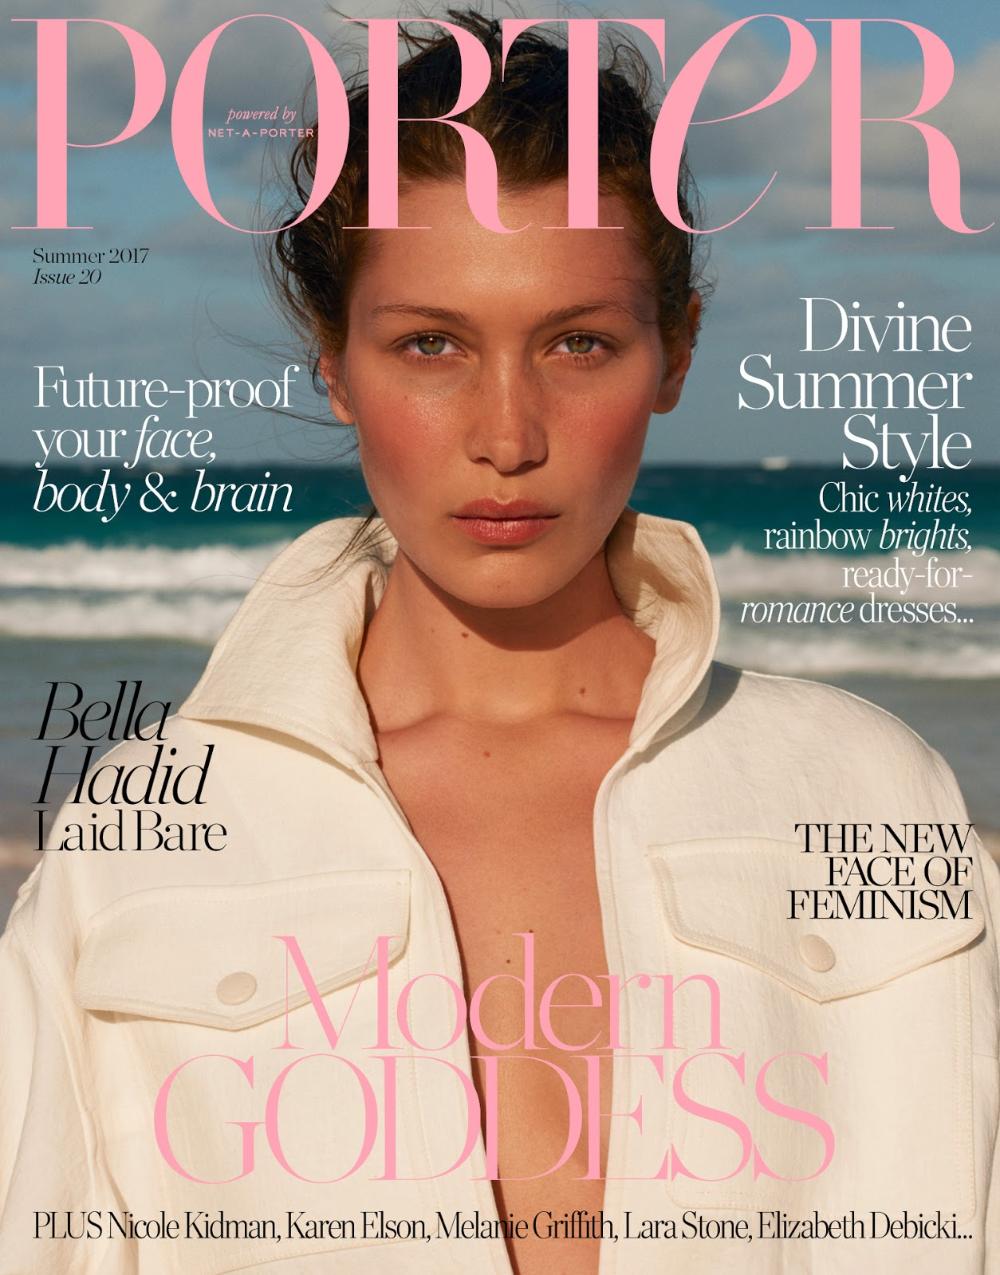 PORTER
powered by
NET-A-PORTER
Summer 2017
Issue 20
Future-proof
your face,
body & brain
Divine
Summer
Style
Chic whites,
rainbow brights,
ready-for-
romance dresses...
Bella
Hadid
Laid Bare
THE NEW
FACE OF
FEMINISM
Modern
GODDESS
PLUS Nicole Kidman, Karen Elson, Melanie Griffith, Lara Stone, Elizabeth Debicki...